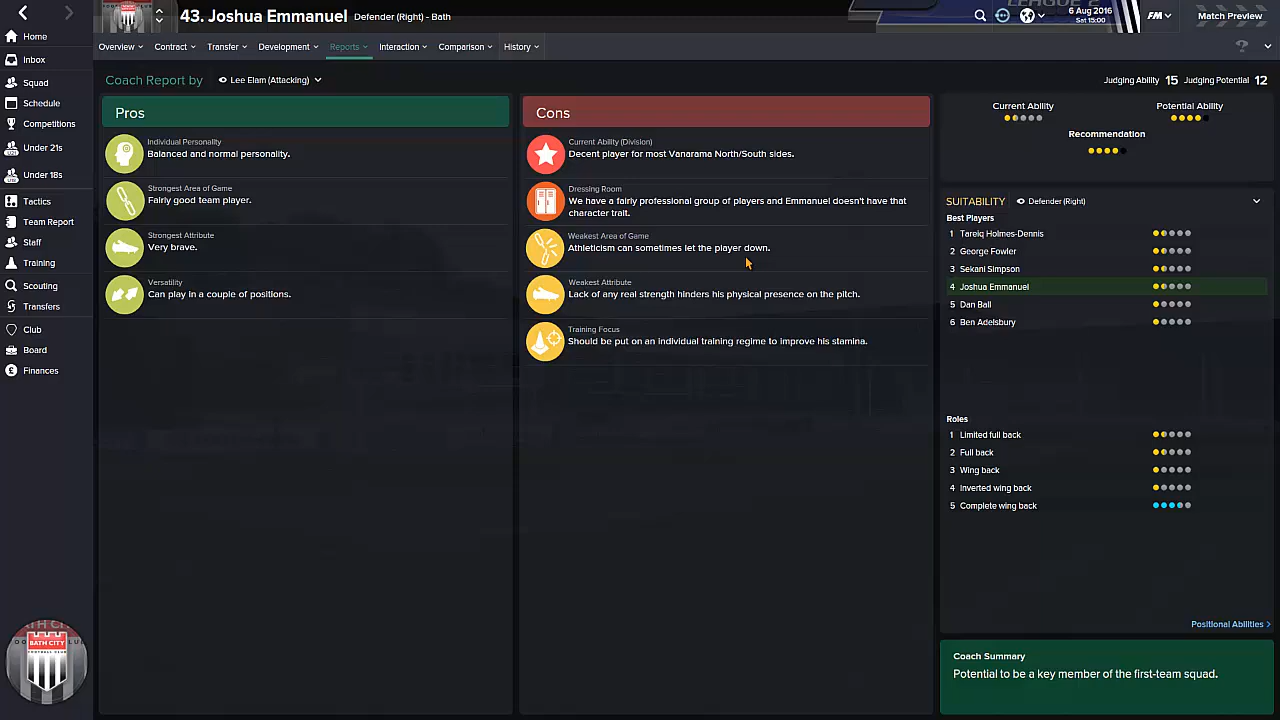 43. Joshua Emmanuel Defender (Right) - Bath
6 Aug 2016
Sat 15:00
FM
Match Preview
Home
Inbox
Squad
Schedule
Competitions
Under 21s
Under 18s
Tactics
Team Report
Staff
Training
Scouting
Transfers
Club
Board
Finances
Overview
Contract
Transfer
Development
Reports
Interaction
Comparison
History
Coach Report by Lee Elam (Attacking)
Judging Ability 15 Judging Potential 12
Pros
Individual Personality
Balanced and normal personality.
Strongest Area of Game
Fairly good team player.
Strongest Attribute
Very brave.
Versatility
Can play in a couple of positions.
Cons
Current Ability (Division)
Decent player for most Vanarama North/South sides.
Dressing Room
We have a fairly professional group of players and Emmanuel doesn't have that
character trait.
Weakest Area of Game
Athleticism can sometimes let the player down.
Weakest Attribute
Lack of any real strength hinders his physical presence on the pitch.
Training Focus
Should be put on an individual training regime to improve his stamina.
Current Ability
Potential Ability
Recommendation
SUITABILITY Defender (Right)
Best Players
1 Tareiq Holmes-Dennis
2 George Fowler
3 Sekani Simpson
4 Joshua Emmanuel
5 Dan Ball
6 Ben Adelsbury
Roles
1 Limited full back
2 Full back
3 Wing back
4 Inverted wing back
5 Complete wing back
Positional Abilities >
Coach Summary
Potential to be a key member of the first-team squad.
BATH CITY